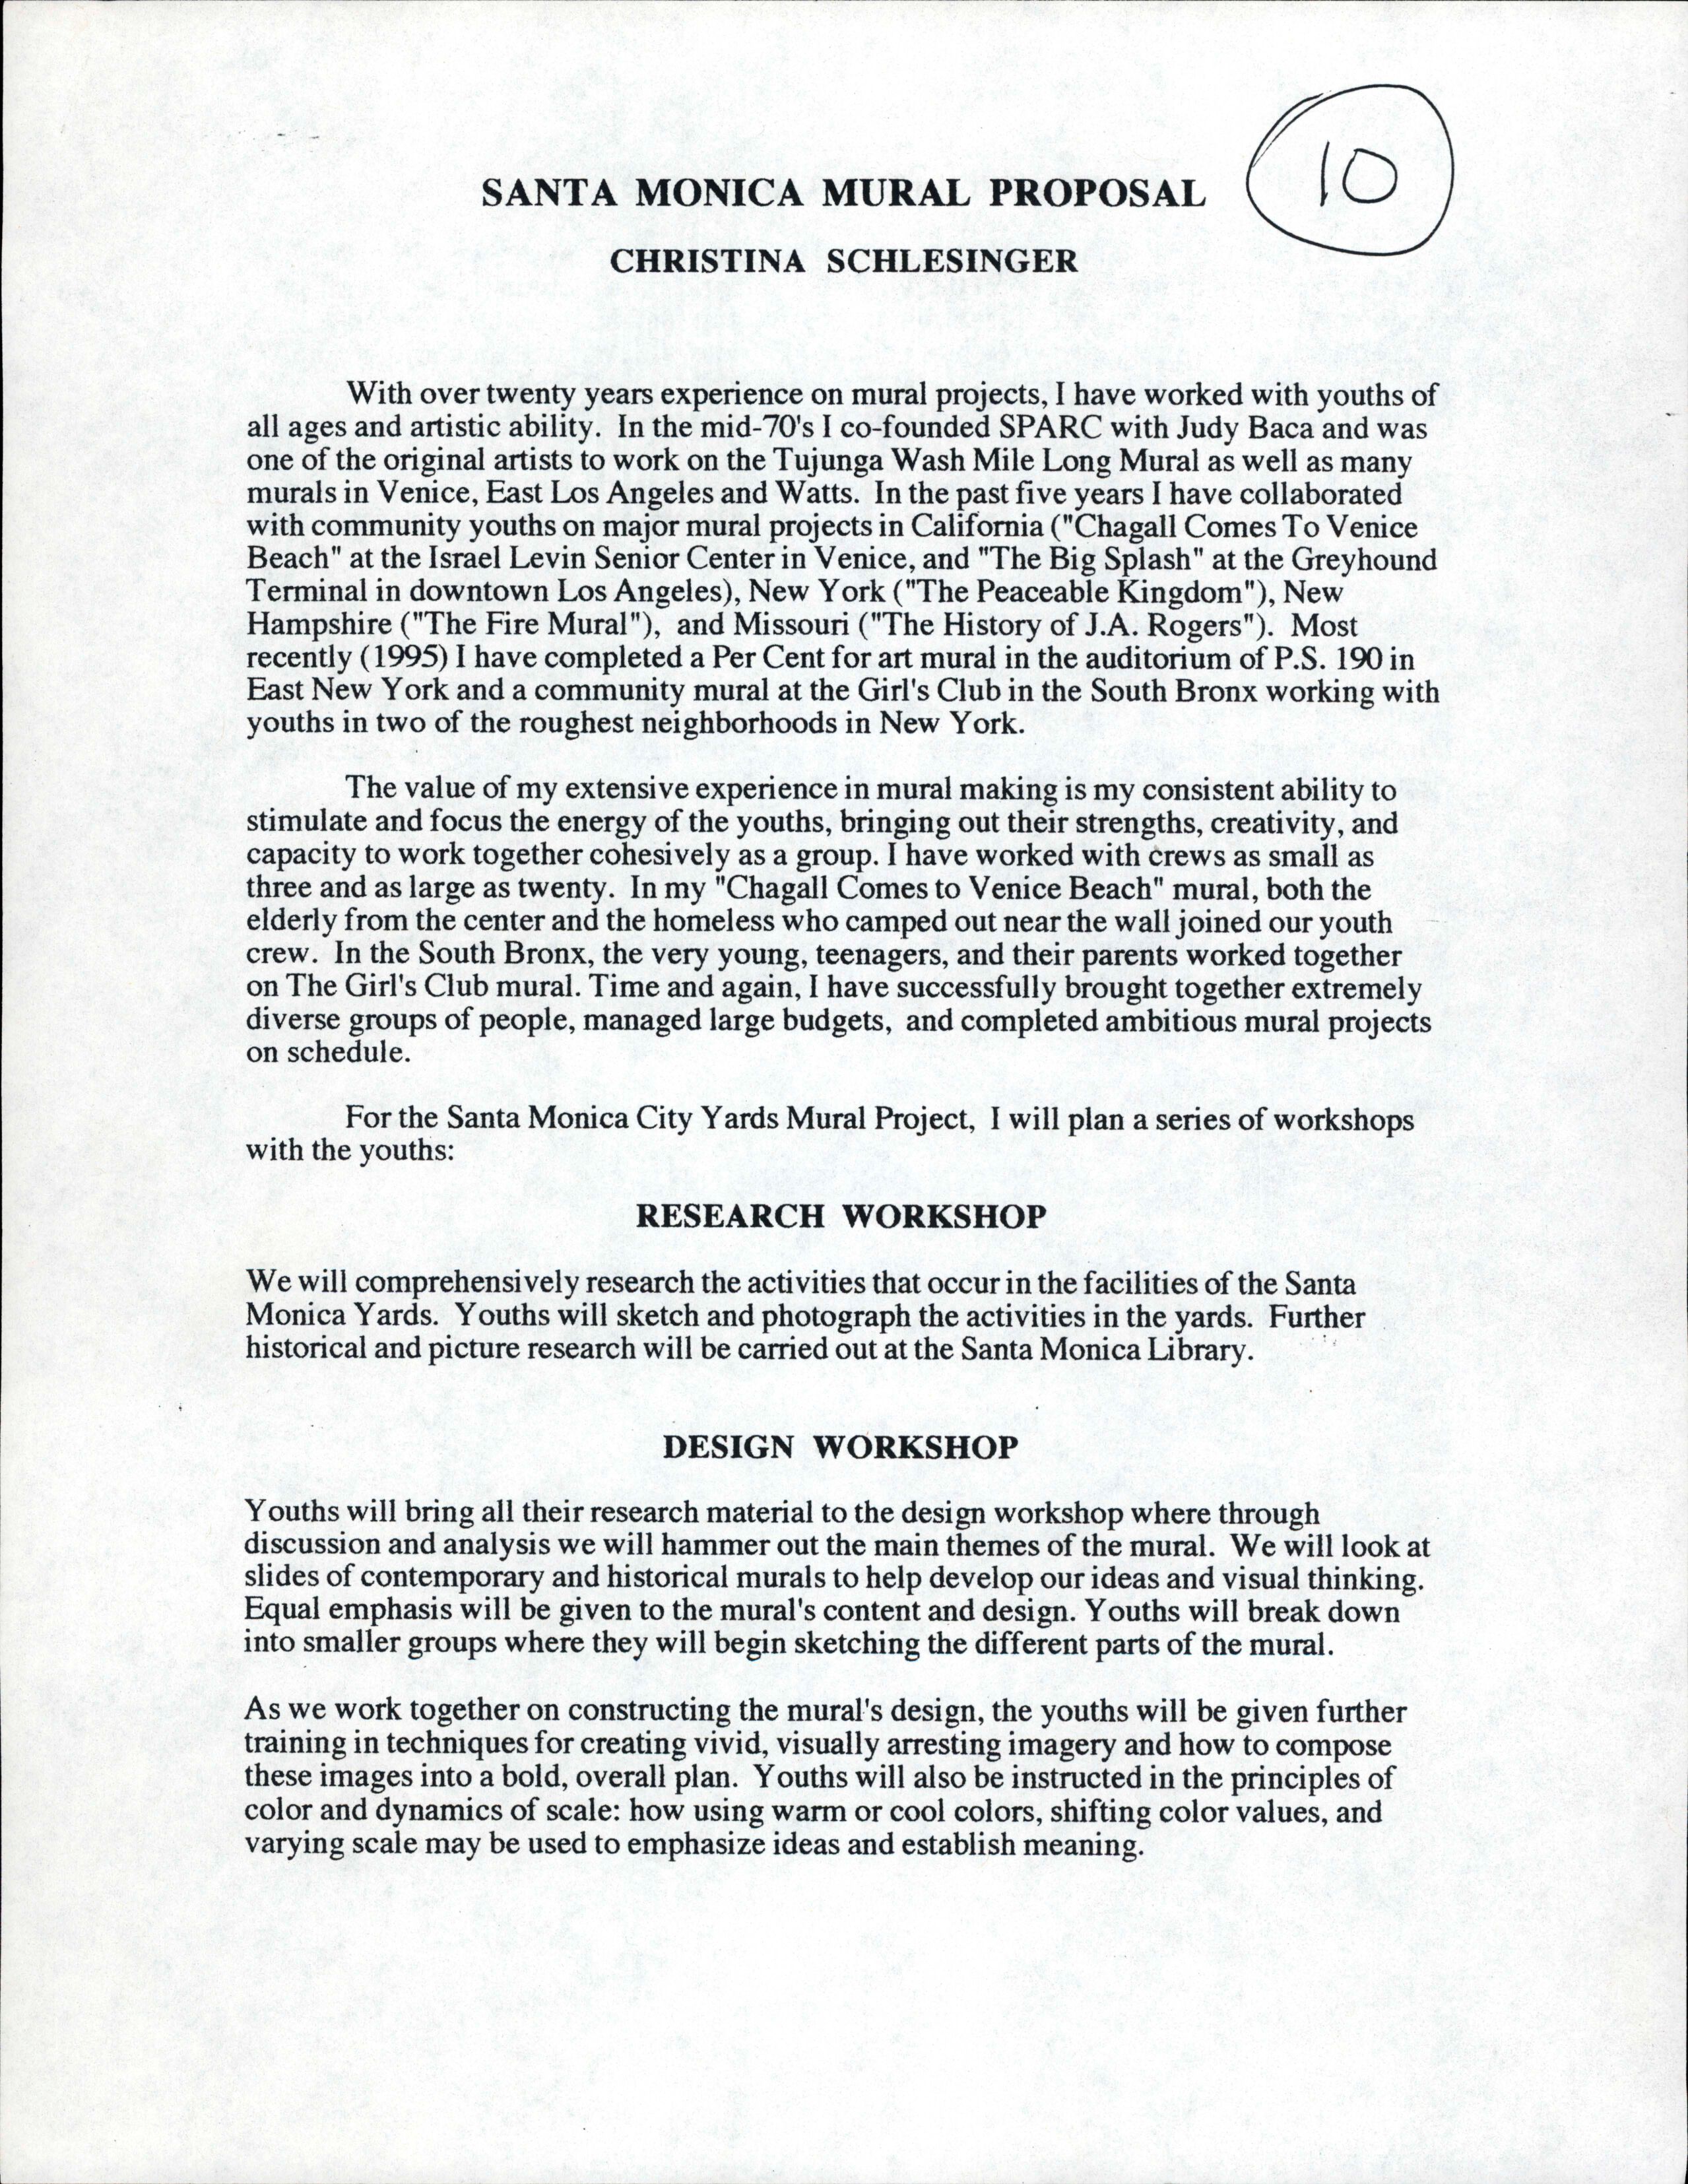 10
SANTA MONICA MURAL PROPOSAL
CHRISTINA SCHLESINGER
With over twenty years experience on mural projects, I have worked with youths of
all ages and artistic ability. In the mid-70's I co-founded SPARC with Judy Baca and was
one of the original artists to work on the Tujunga Wash Mile Long Mural as well as many
murals in Venice, East Los Angeles and Watts. In the past five years I have collaborated
with community youths on major mural projects in California ("Chagall Comes To Venice
Beach" at the Israel Levin Senior Center in Venice, and "The Big Splash" at the Greyhound
Terminal in downtown Los Angeles), New York ("The Peaceable Kingdom"), New
Hampshire ("The Fire Mural"), and Missouri ("The History of J.A. Rogers"). Most
recently (1995) I have completed a Per Cent for art mural in the auditorium of P.S. 190 in
East New York and a community mural at the Girl's Club in the South Bronx working with
youths in two of the roughest neighborhoods in New York.
The value of my extensive experience in mural making is my consistent ability to
stimulate and focus the energy of the youths, bringing out their strengths, creativity, and
capacity to work together cohesively as a group. I have worked with crews as small as
three and as large as twenty. In my "Chagall Comes to Venice Beach" mural, both the
elderly from the center and the homeless who camped out near the wall joined our youth
crew. In the South Bronx, the very young, teenagers, and their parents worked together
on The Girl's Club mural. Time and again, I have successfully brought together extremely
diverse groups of people, managed large budgets, and completed ambitious mural projects
on schedule.
For the Santa Monica City Yards Mural Project, I will plan a series of workshops
with the youths:
RESEARCH WORKSHOP
We will comprehensively research the activities that occur in the facilities of the Santa
Monica Yards. Youths will sketch and photograph the activities in the yards. Further
historical and picture research will be carried out at the Santa Monica Library.
DESIGN WORKSHOP
Youths will bring all their research material to the design workshop where through
discussion and analysis we will hammer out the main themes of the mural. We will look at
slides of contemporary and historical murals to help develop our ideas and visual thinking.
Equal emphasis will be given to the mural's content and design. Youths will break down
into smaller groups where they will begin sketching the different parts of the mural.
As we work together on constructing the mural's design, the youths will be given further
training in techniques for creating vivid, visually arresting imagery and how to compose
these images into a bold, overall plan. Youths will also be instructed in the principles of
color and dynamics of scale: how using warm or cool colors, shifting color values, and
varying scale may be used to emphasize ideas and establish meaning.